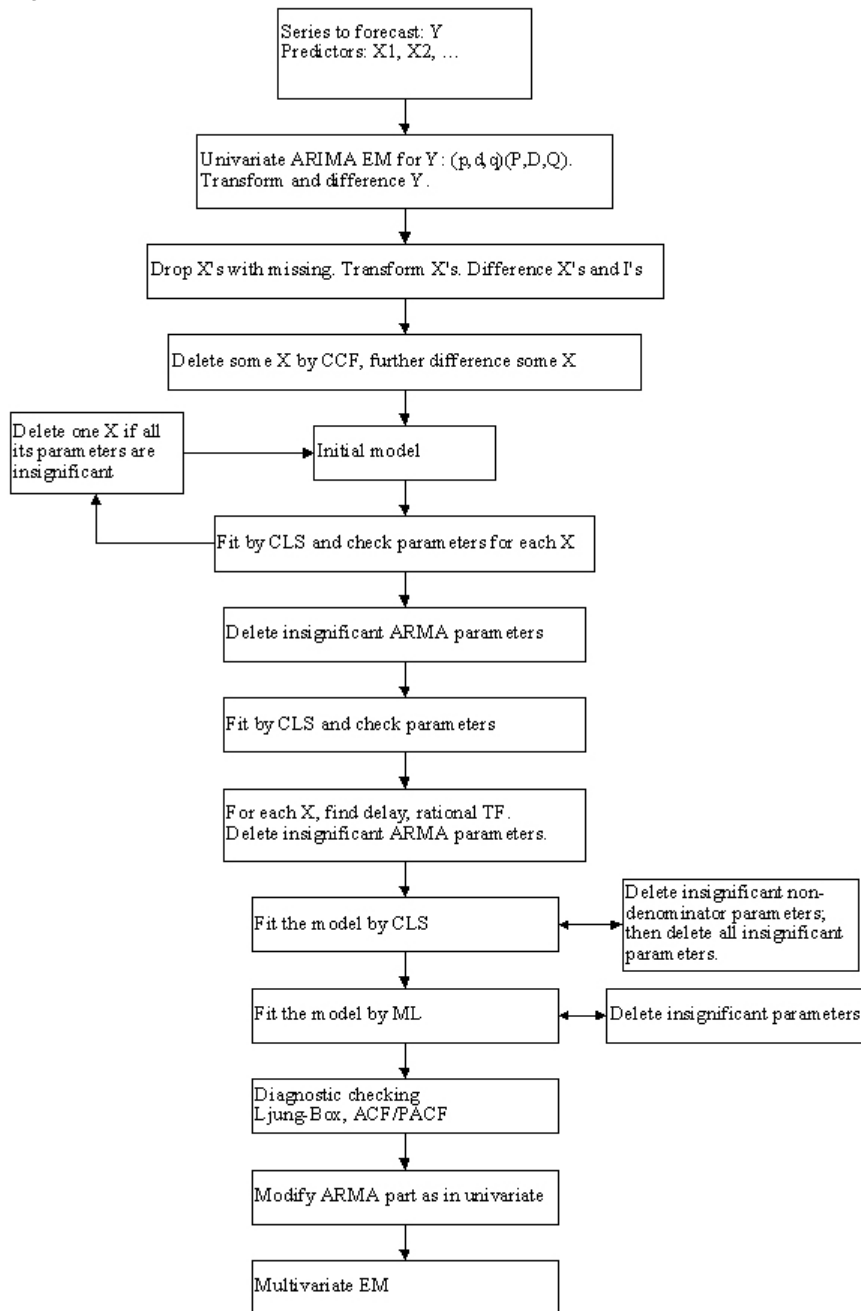 Series to forecast: Y
Predictors: X1, X2, ...
Univariate ARIMA EM for Y: (p,d,q)(P,D,Q).
Transform and difference Y.
Drop X's with missing. Transform X's. Difference X's and I's
Delete some X by CCF, further difference some X
Delete one X if all
its parameters are
insignificant
Initial model
Fit by CLS and check parameters for each X
Delete insignificant ARMA parameters
Fit by CLS and check parameters
For each X, find delay, rational TF.
Delete insignificant ARMA parameters.
Fit the model by CLS
Delete insignificant non-
denominator parameters;
then delete all insignificant
parameters.
Fit the model by ML
Delete insignificant parameters
Diagnostic checking
Ljung-Box, ACF/PACF
Modify ARMA part as in univariate
Multivariate EM